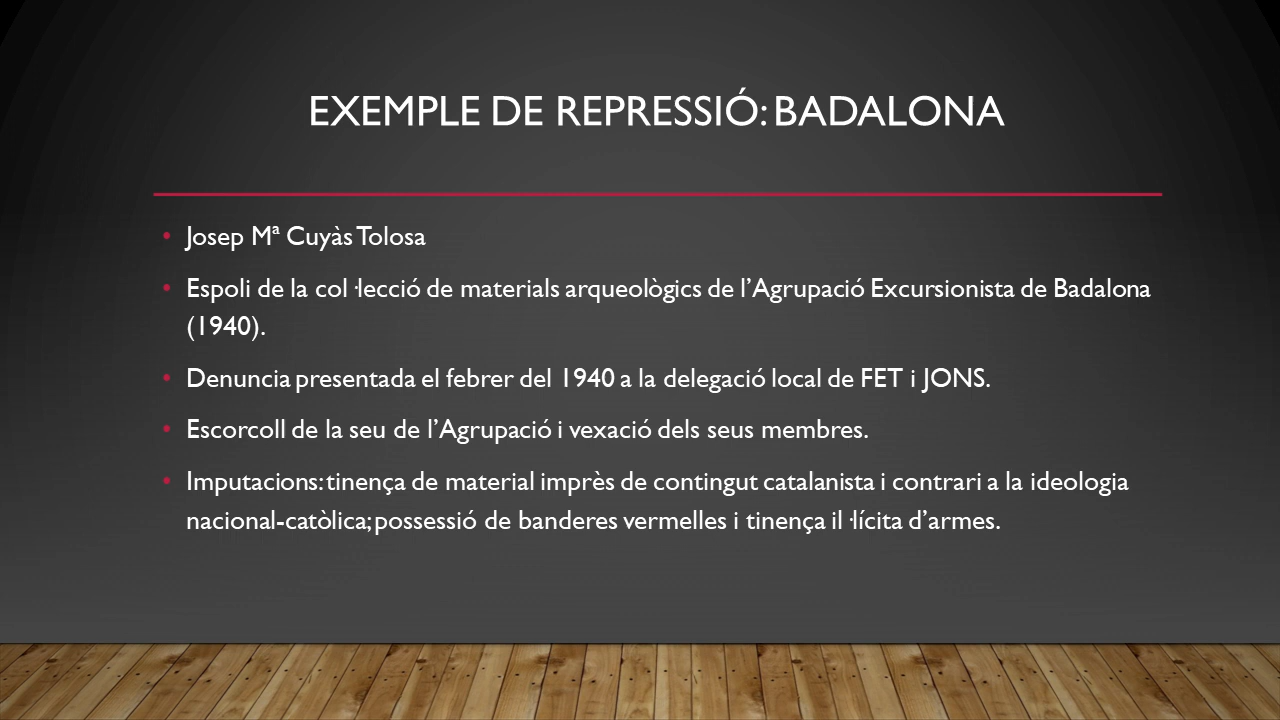 EXEMPLE DE REPRESSIÓ: BADALONA
• Josep Mª Cuyàs Tolosa
• Espoli de la col·lecció de materials arqueològics de l’Agrupació Excursionista de Badalona
(1940).
• Denuncia presentada el febrer del 1940 a la delegació local de FET i JONS.
• Escorcoll de la seu de l’Agrupació i vexació dels seus membres.
• Imputacions: tinença de material imprès de contingut catalanista i contrari a la ideologia
nacional-catòlica; possessió de banderes vermelles i tinença il·lícita d’armes.